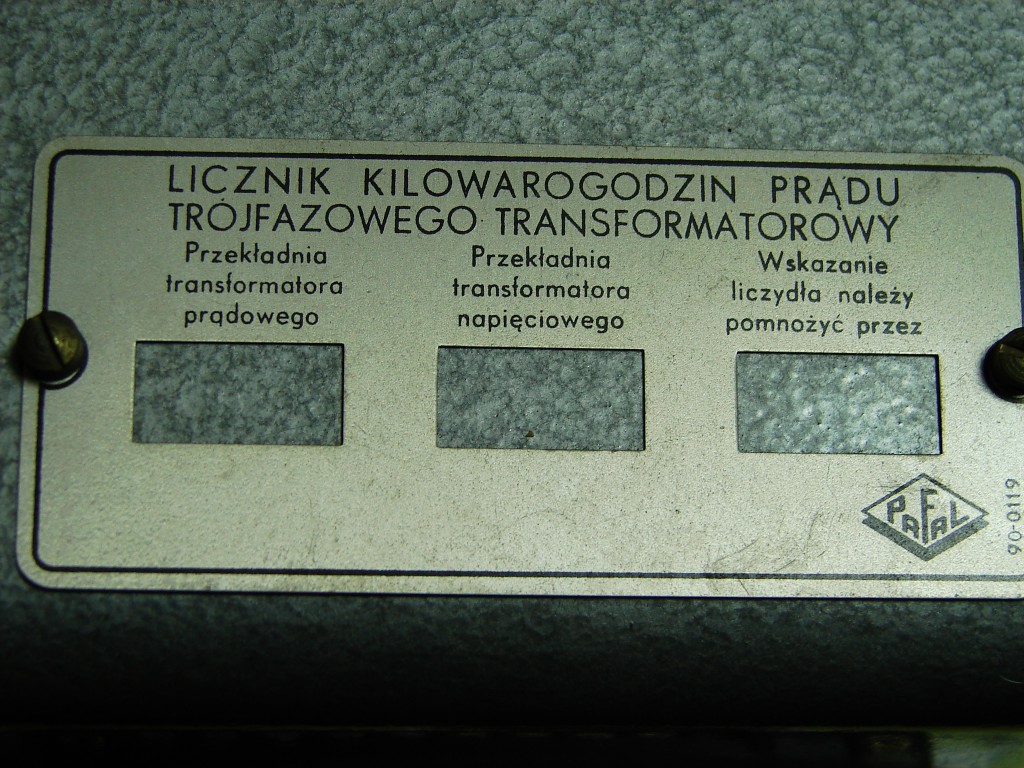 LICZNIK KILOWAROGODZIN PRĄDU
TRÓJFAZOWEGO TRANSFORMATOROWY
Przekładnia
transformatora
prądowego
Przekładnia
transformatora
napięciowego
Wskazanie
liczydła należy
pomnożyć przez
PAFAL
90-0119